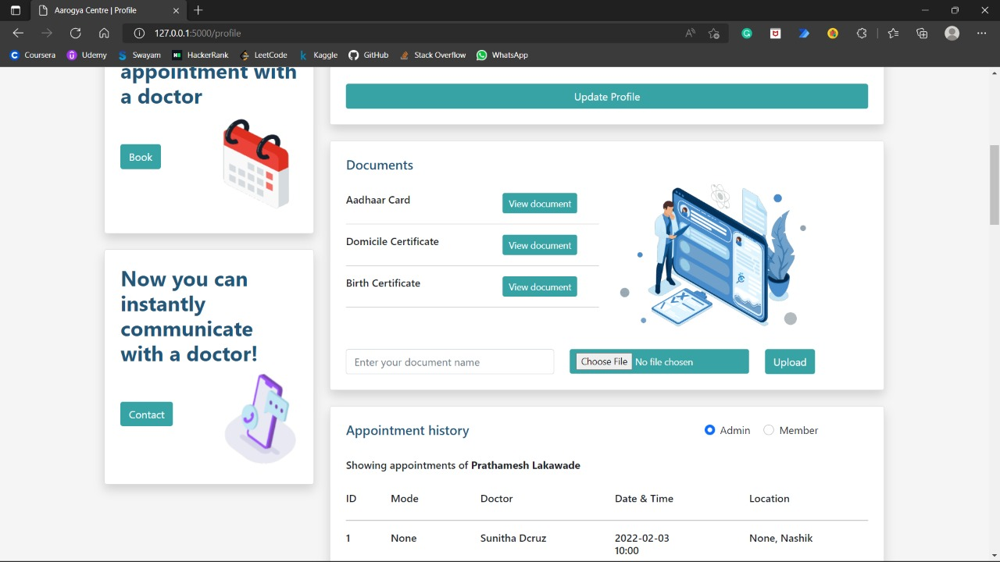 Aarogya Centre | Profile
127.0.0.1:5000/profile
Coursera Udemy Swayam HackerRank LeetCode Kaggle GitHub Stack Overflow WhatsApp
appointment with
a doctor
Book
Now you can
instantly
communicate
with a doctor!
Contact
Update Profile
Documents
Aadhaar Card View document
Domicile Certificate View document
Birth Certificate View document
Enter your document name Choose File No file chosen Upload
Appointment history Admin Member
Showing appointments of Prathamesh Lakawade
ID Mode Doctor Date & Time Location
1 None Sunitha Dcruz 2022-02-03 None, Nashik
10:00